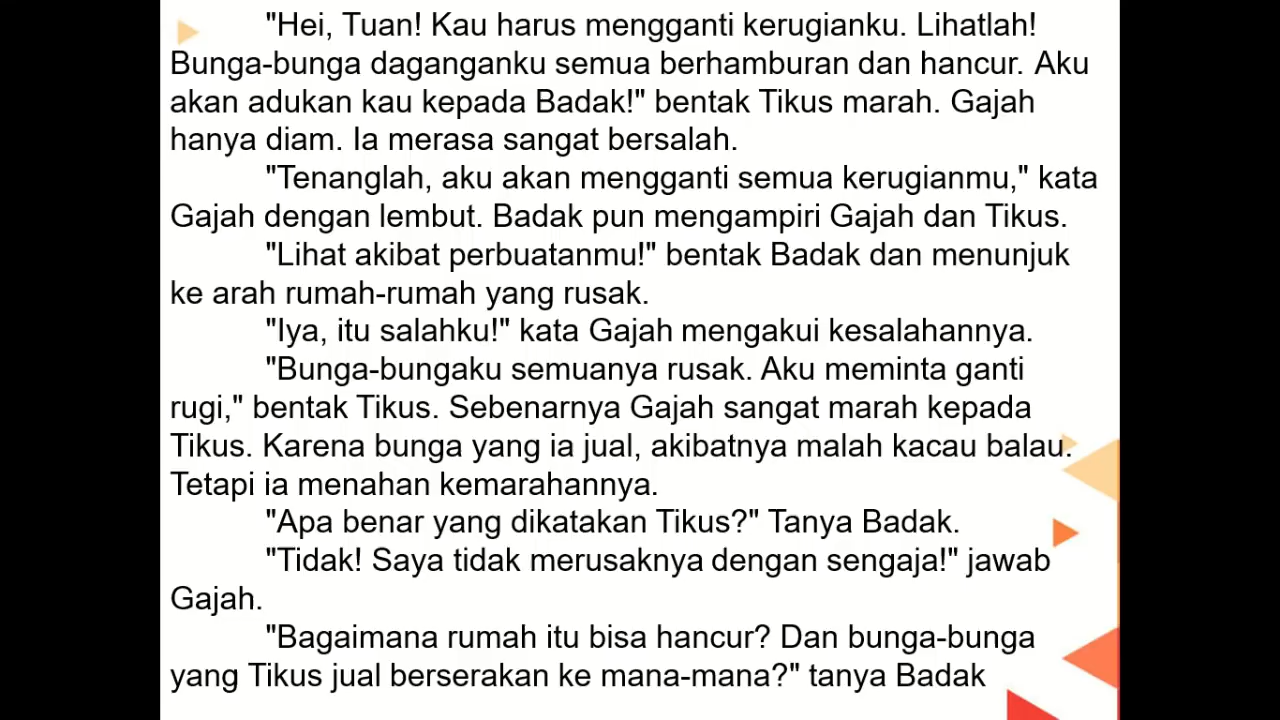 "Hei, Tuan! Kau harus mengganti kerugianku. Lihatlah!
Bunga-bunga daganganku semua berhamburan dan hancur. Aku
akan adukan kau kepada Badak!" bentak Tikus marah. Gajah
hanya diam. Ia merasa sangat bersalah.
"Tenanglah, aku akan mengganti semua kerugianmu," kata
Gajah dengan lembut. Badak pun mengampiri Gajah dan Tikus.
"Lihat akibat perbuatanmu!" bentak Badak dan menunjuk
ke arah rumah-rumah yang rusak.
"Iya, itu salahku!" kata Gajah mengakui kesalahannya.
"Bunga-bungaku semuanya rusak. Aku meminta ganti
rugi," bentak Tikus. Sebenarnya Gajah sangat marah kepada
Tikus. Karena bunga yang ia jual, akibatnya malah kacau balau.
Tetapi ia menahan kemarahannya.
"Apa benar yang dikatakan Tikus?" Tanya Badak.
"Tidak! Saya tidak merusaknya dengan sengaja!" jawab
Gajah.
"Bagaimana rumah itu bisa hancur? Dan bunga-bunga
yang Tikus jual berserakan ke mana-mana?" tanya Badak